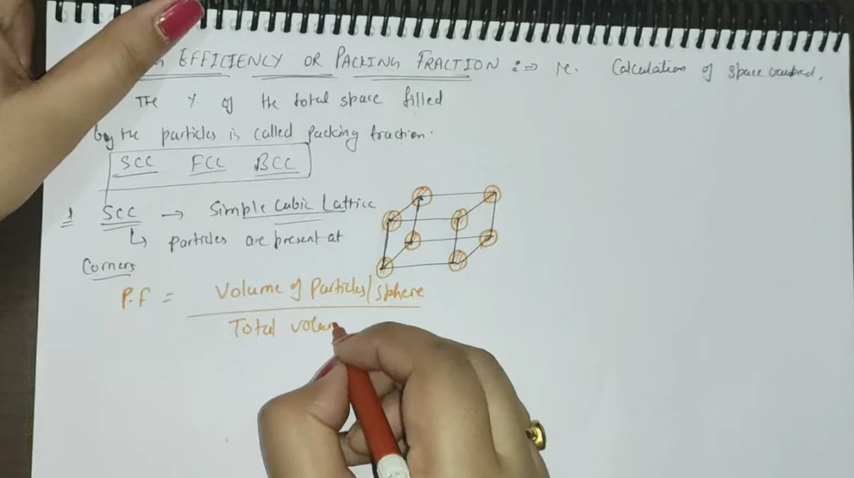 EFFICIENCY OR PACKING FRACTION :⇒ Calculation of space
The % of the total space filled
by the particles is called packing fraction.
SCC FCC BCC
1 SCC → Simple Cubic Lattice
↳ particles are present at
Corners
P.F = Volume of Particles/Sphere
Total volu